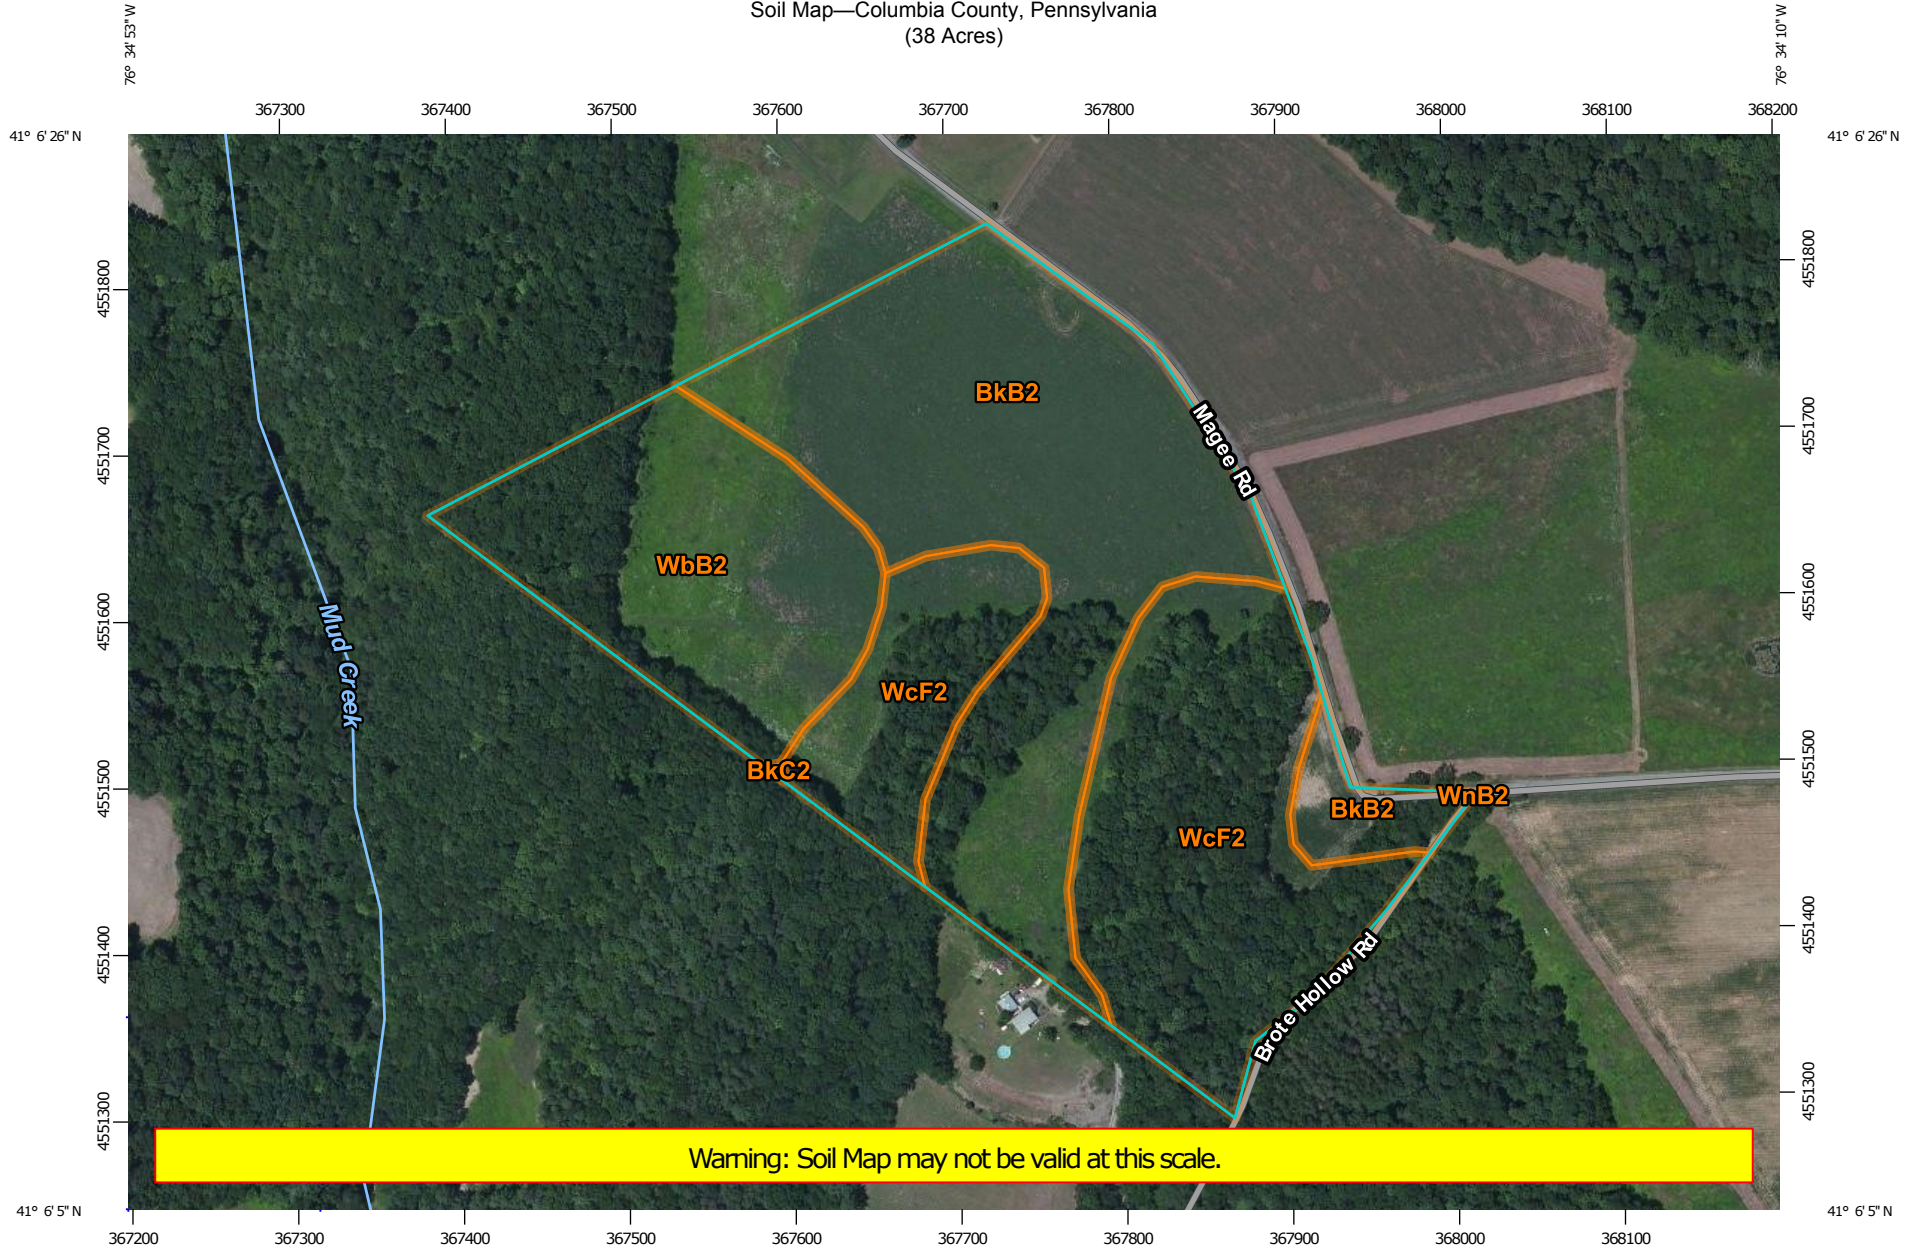 Soil Map—Columbia County, Pennsylvania
(38 Acres)
76° 34' 53" W
76° 34' 10" W
367300 367400 367500 367600 367700 367800 367900 368000 368100 368200
41° 6' 26" N
41° 6' 26" N
4551800
4551800
BkB2
Magee Rd
4551700
4551700
WbB2
4551600
4551600
Mud Creek
WcF2
BkC2
4551500
4551500
WnB2
BkB2
WcF2
4551400
4551400
Brote Hollow Rd
4551300
4551300
Warning: Soil Map may not be valid at this scale.
41° 6' 5" N
41° 6' 5" N
367200 367300 367400 367500 367600 367700 367800 367900 368000 368100